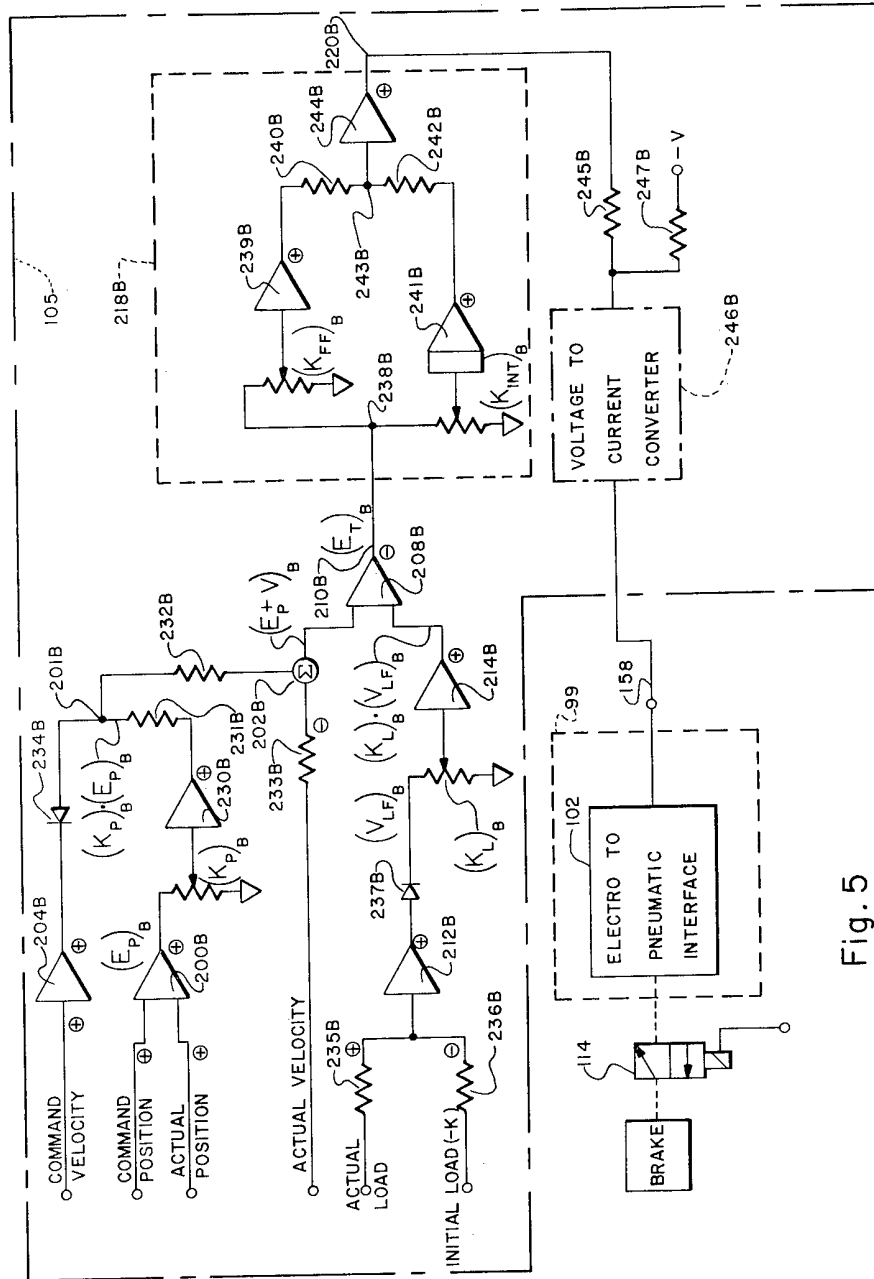 105
218B
COMMAND
VELOCITY
⊕
204B
⊕
234B
201B
232B
COMMAND
POSITION
⊕
ACTUAL
POSITION
⊕
200B
⊕
(E_P)_B
(K_P)_B
230B
⊕
231B
(K_P)_B·(E_P)_B
202B
Σ
(E_P+V)_B
ACTUAL VELOCITY
233B
⊖
ACTUAL
LOAD
235B
⊕
INITIAL LOAD (-K)
236B
⊖
212B
⊕
237B
(V_LF)_B
(K_L)_B
214B
⊕
(K_L)_B·(V_LF)_B
208B
210B
⊖
(E_T)_B
238B
(K_FF)_B
239B
⊕
240B
(K_INT)_B
241B
⊕
242B
243B
244B
⊕
220B
245B
247B
-V
VOLTAGE TO
CURRENT
CONVERTER
246B
158
99
102
ELECTRO TO
PNEUMATIC
INTERFACE
114
BRAKE
Fig. 5